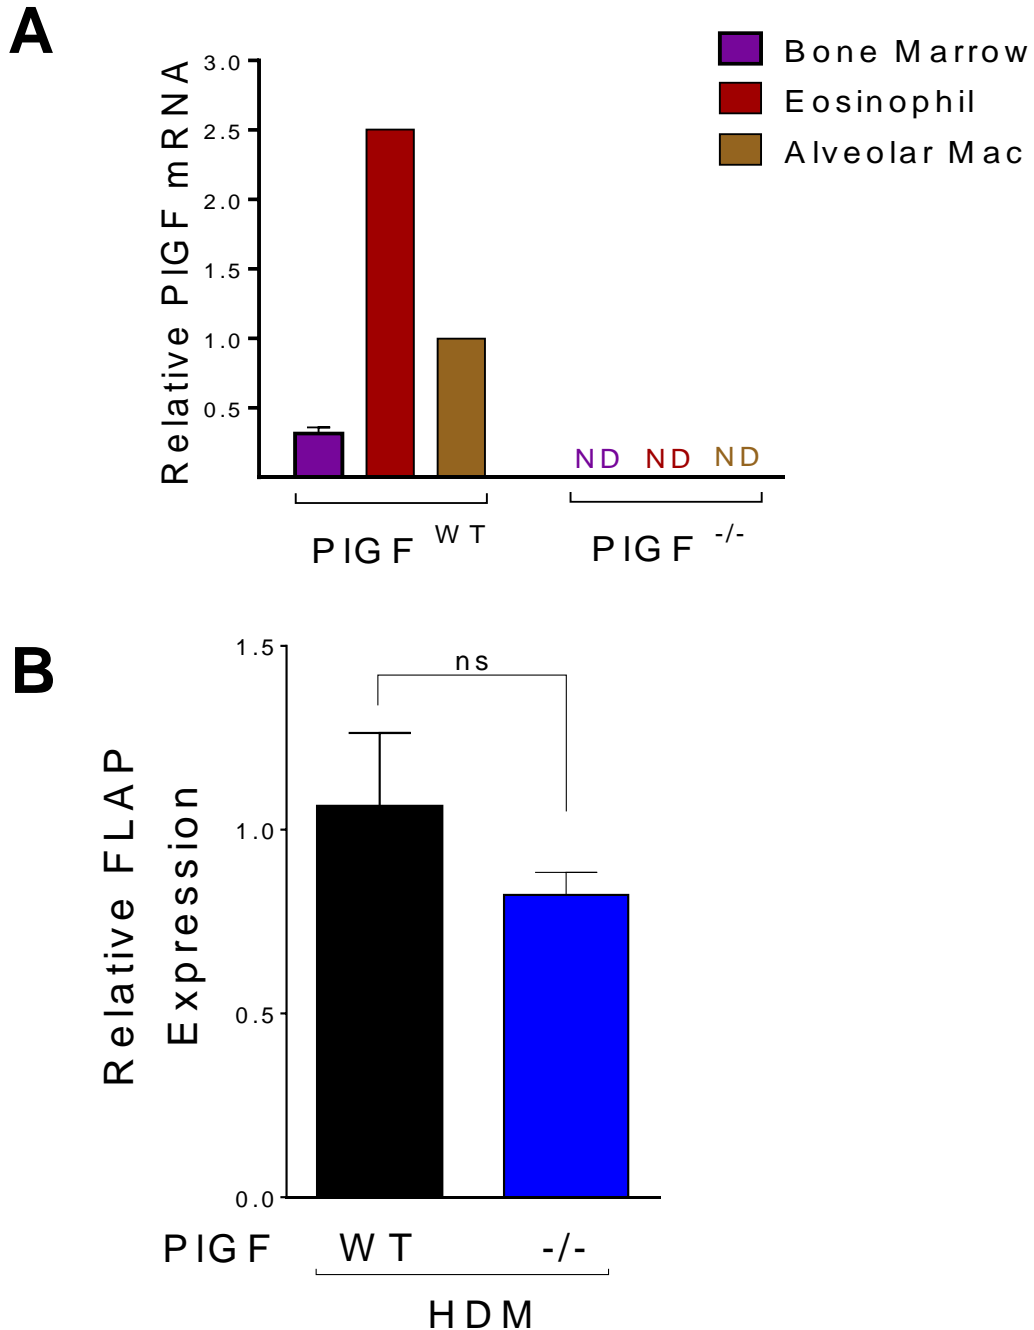 A
Bone Marrow
Eosinophil
Alveolar Mac
Relative PlGF mRNA
3.0
2.5
2.0
1.5
1.0
0.5
ND ND ND
PlGF WT PlGF -/-
B
ns
Relative FLAP
Expression
1.5
1.0
0.5
0.0
PlGF WT -/-
HDM